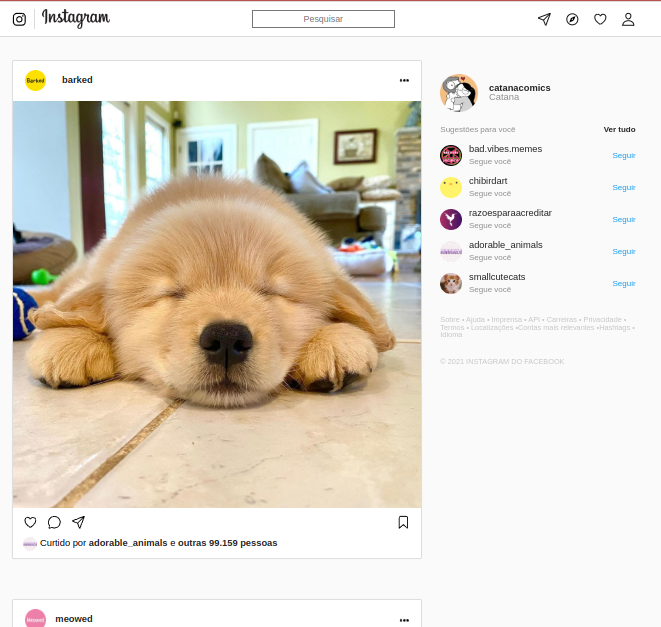 Instagram
Pesquisar
Barked
barked
catanacomics
Catana
Sugestões para você
Ver tudo
bad.vibes.memes
Segue você
Seguir
chibirdart
Segue você
Seguir
razoesparaacreditar
Segue você
Seguir
adorable_animals
Segue você
Seguir
smallcutecats
Segue você
Seguir
Sobre • Ajuda • Imprensa • API • Carreiras • Privacidade •
Termos • Localizações •Contas mais relevantes •Hashtags •
Idioma
© 2021 INSTAGRAM DO FACEBOOK
Curtido por adorable_animals e outras 99.159 pessoas
Meowed
meowed